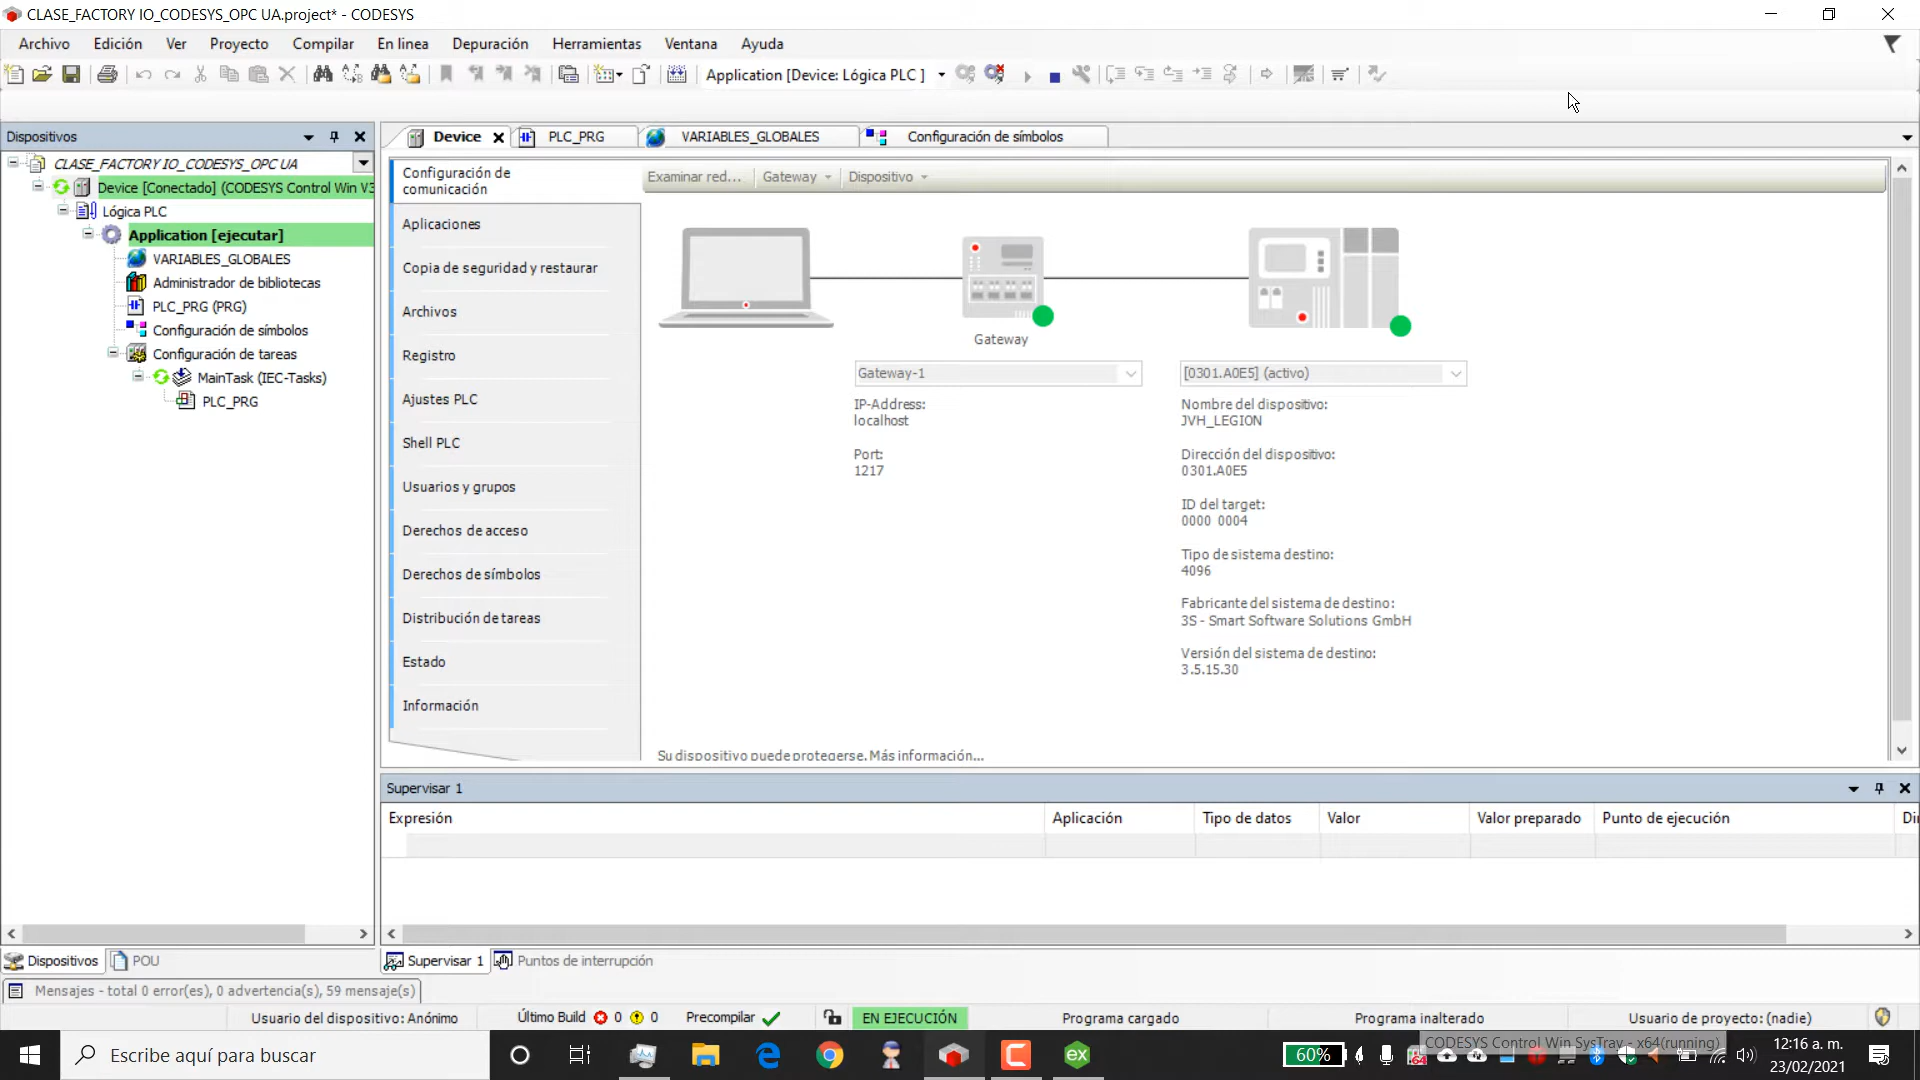 CLASE_FACTORY IO_CODESYS_OPC UA.project* - CODESYS
Archivo Edición Ver Proyecto Compilar En linea Depuración Herramientas Ventana Ayuda
Application [Device: Lógica PLC ]
Dispositivos
Device PLC_PRG VARIABLES_GLOBALES Configuración de símbolos
CLASE_FACTORY IO_CODESYS_OPC UA
Device [Conectado] (CODESYS Control Win V3
Lógica PLC
Application [ejecutar]
VARIABLES_GLOBALES
Administrador de bibliotecas
PLC_PRG (PRG)
Configuración de símbolos
Configuración de tareas
MainTask (IEC-Tasks)
PLC_PRG
Configuración de
comunicación
Aplicaciones
Copia de seguridad y restaurar
Archivos
Registro
Ajustes PLC
Shell PLC
Usuarios y grupos
Derechos de acceso
Derechos de símbolos
Distribución de tareas
Estado
Información
Examinar red... Gateway Dispositivo
Gateway
Gateway-1
IP-Address:
localhost
Port:
1217
[0301.A0E5] (activo)
Nombre del dispositivo:
JVH_LEGION
Dirección del dispositivo:
0301.A0E5
ID del target:
0000 0004
Tipo de sistema destino:
4096
Fabricante del sistema de destino:
3S - Smart Software Solutions GmbH
Versión del sistema de destino:
3.5.15.30
Su dispositivo puede protegerse. Más información...
Supervisar 1
Expresión Aplicación Tipo de datos Valor Valor preparado Punto de ejecución Di
Dispositivos POU
Supervisar 1 Puntos de interrupción
Mensajes - total 0 error(es), 0 advertencia(s), 59 mensaje(s)
Usuario del dispositivo: Anónimo Último Build 0 0 Precompilar EN EJECUCIÓN Programa cargado Programa inalterado Usuario de proyecto: (nadie)
CODESYS Control Win SysTray - x64(running)
Escribe aquí para buscar
ex
60%
64
12:16 a. m.
23/02/2021